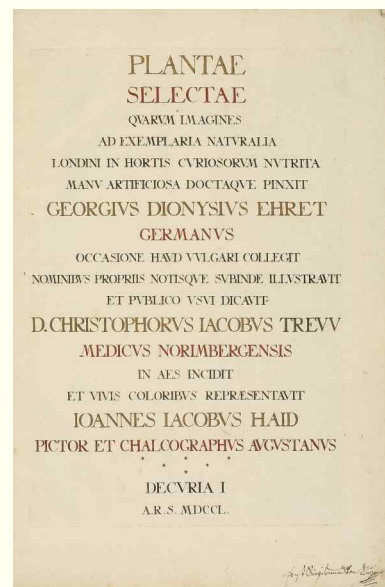 PLANTAE
SELECTAE
QVARVM IMAGINES
AD EXEMPLARIA NATVRALIA
LONDINI IN HORTIS CVRIOSORVM NVTRITA
MANV ARTIFICIOSA DOCTAQVE PINXIT
GEORGIVS DIONYSIVS EHRET
GERMANVS
OCCASIONE HAVD VVLGARI COLLEGIT
NOMINIBVS PROPRIIS NOTISQVE SVBINDE ILLVSTRAVIT
ET PVBLICO VSVI DICAVIT
D. CHRISTOPHORVS IACOBVS TREVV
MEDICVS NORIMBERGENSIS
IN AES INCIDIT
ET VIVIS COLORIBVS REPRÆSENTAVIT
IOANNES IACOBVS HAID
PICTOR ET CHALCOGRAPHVS AVGVSTANVS
DECVRIA I
A.R.S. MDCCL.